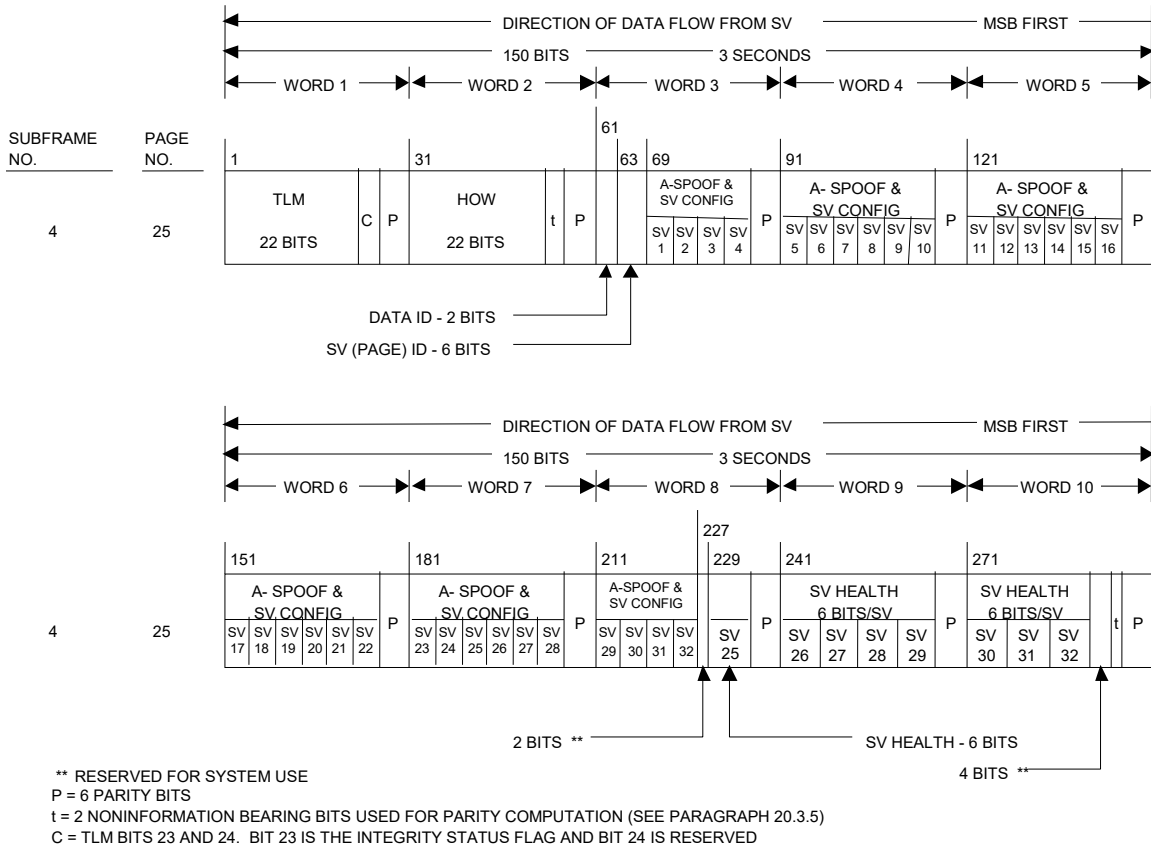 DIRECTION OF DATA FLOW FROM SV MSB FIRST
150 BITS 3 SECONDS
WORD 1 WORD 2 WORD 3 WORD 4 WORD 5
SUBFRAME NO. PAGE NO.
61
1 31 63 69 91 121
TLM HOW A-SPOOF & A- SPOOF & A- SPOOF &
C P t P SV CONFIG P SV CONFIG P SV CONFIG P
4 25 22 BITS 22 BITS
SV 1 SV 2 SV 3 SV 4 SV 5 SV 6 SV 7 SV 8 SV 9 SV 10 SV 11 SV 12 SV 13 SV 14 SV 15 SV 16
DATA ID - 2 BITS
SV (PAGE) ID - 6 BITS
DIRECTION OF DATA FLOW FROM SV MSB FIRST
150 BITS 3 SECONDS
WORD 6 WORD 7 WORD 8 WORD 9 WORD 10
227
151 181 211 229 241 271
A- SPOOF & A- SPOOF & A-SPOOF & SV HEALTH SV HEALTH
SV CONFIG P SV CONFIG P SV CONFIG P 6 BITS/SV P 6 BITS/SV t P
4 25
SV 17 SV 18 SV 19 SV 20 SV 21 SV 22 SV 23 SV 24 SV 25 SV 26 SV 27 SV 28 SV 29 SV 30 SV 31 SV 32 SV 25 SV 26 SV 27 SV 28 SV 29 SV 30 SV 31 SV 32
2 BITS ** SV HEALTH - 6 BITS
4 BITS **
** RESERVED FOR SYSTEM USE
P = 6 PARITY BITS
t = 2 NONINFORMATION BEARING BITS USED FOR PARITY COMPUTATION (SEE PARAGRAPH 20.3.5)
C = TLM BITS 23 AND 24. BIT 23 IS THE INTEGRITY STATUS FLAG AND BIT 24 IS RESERVED